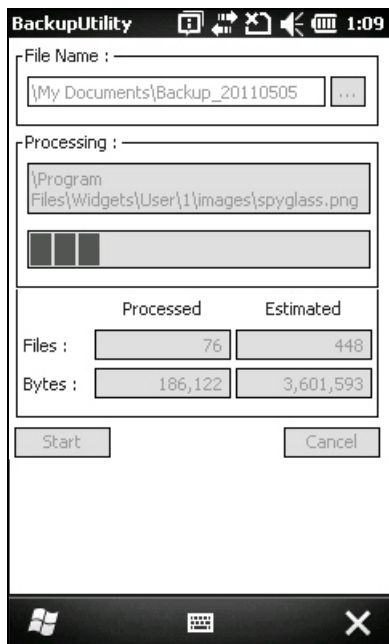 BackupUtility 1:09
File Name :
\My Documents\Backup_20110505 ...
Processing :
\Program
Files\Widgets\User\1\images\spyglass.png
Processed Estimated
Files : 76 448
Bytes : 186,122 3,601,593
Start Cancel